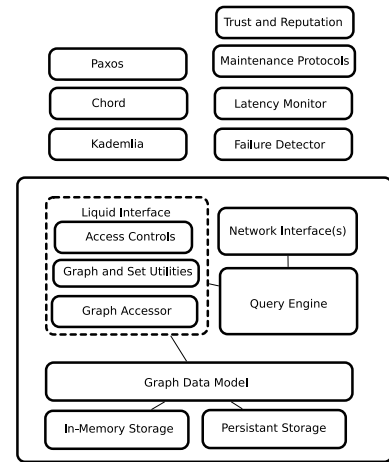 Trust and Reputation
Paxos
Maintenance Protocols
Chord
Latency Monitor
Kademlia
Failure Detector
Liquid Interface
Access Controls
Network Interface(s)
Graph and Set Utilities
Graph Accessor
Query Engine
Graph Data Model
In-Memory Storage
Persistant Storage